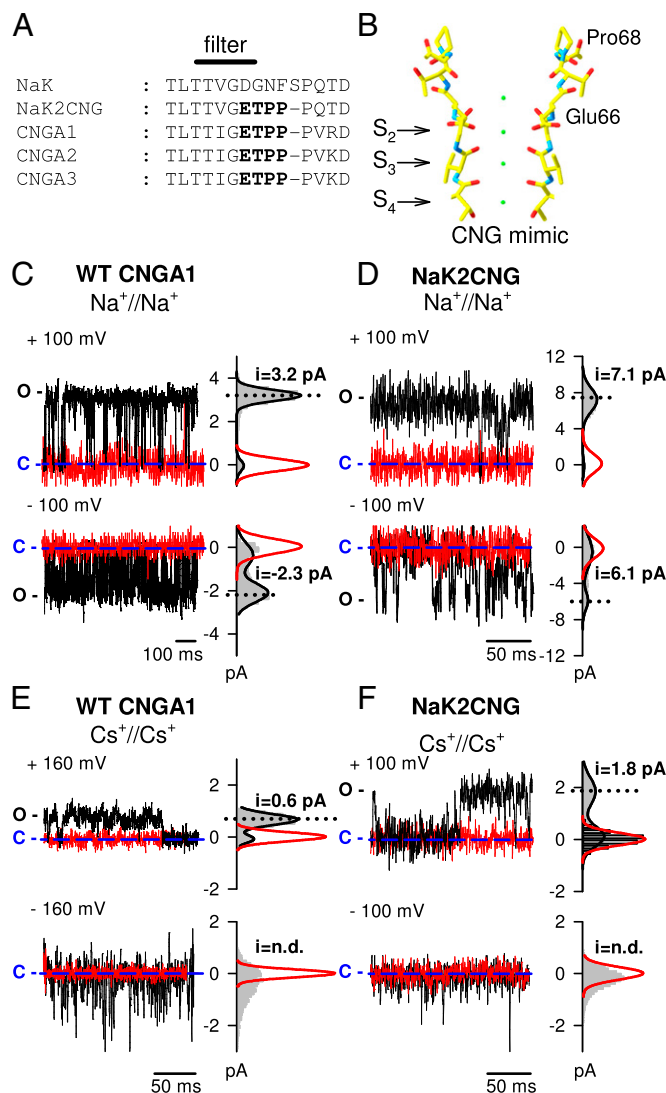 A
filter
NaK : TLTTVGDGNFSPQTD
NaK2CNG : TLTTVGETPP–PQTD
CNGA1 : TLTTIGETPP–PVRD
CNGA2 : TLTTIGETPP–PVKD
CNGA3 : TLTTIGETPP–PVKD
B
Pro68
Glu66
S2
S3
S4
CNG mimic
C WT CNGA1
Na+//Na+
+ 100 mV
O -
C -
4
2
0
i=3.2 pA
- 100 mV
C -
O -
0
-2
-4
i=-2.3 pA
100 ms
pA
D NaK2CNG
Na+//Na+
+ 100 mV
O -
C -
12
8
4
0
i=7.1 pA
- 100 mV
C -
O -
0
-4
-8
-12
i=6.1 pA
50 ms
pA
E WT CNGA1
Cs+//Cs+
+ 160 mV
O -
C -
2
0
-2
i=0.6 pA
- 160 mV
C -
2
0
-2
i=n.d.
50 ms
pA
F NaK2CNG
Cs+//Cs+
+ 100 mV
O -
C -
2
0
-2
i=1.8 pA
- 100 mV
C -
2
0
-2
i=n.d.
50 ms
pA